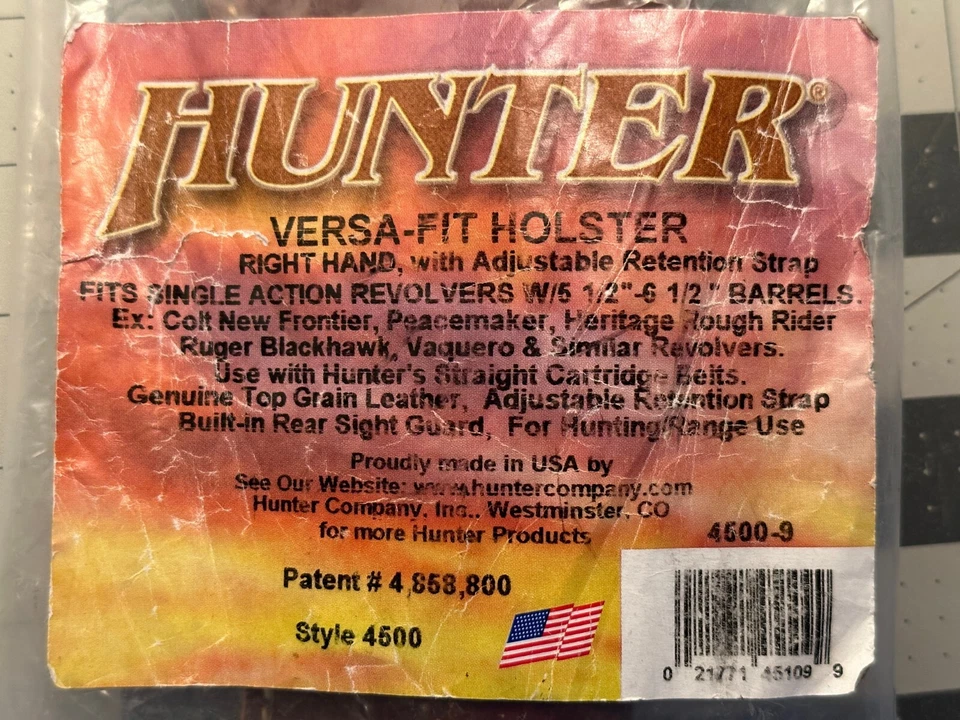 HUNTER®
VERSA-FIT HOLSTER
RIGHT HAND, with Adjustable Retention Strap
FITS SINGLE ACTION REVOLVERS W/5 1/2"-6 1/2" BARRELS.
Ex: Colt New Frontier, Peacemaker, Heritage Rough Rider
Ruger Blackhawk, Vaquero & Similar Revolvers.
Use with Hunter's Straight Cartridge Belts.
Genuine Top Grain Leather, Adjustable Retention Strap
Built-in Rear Sight Guard, For Hunting/Range Use
Proudly made in USA by
See Our Website: www.huntercompany.com
Hunter Company, Inc., Westminster, CO
for more Hunter Products
4500-9
Patent # 4,858,800
Style 4500
0 21771 45109 9